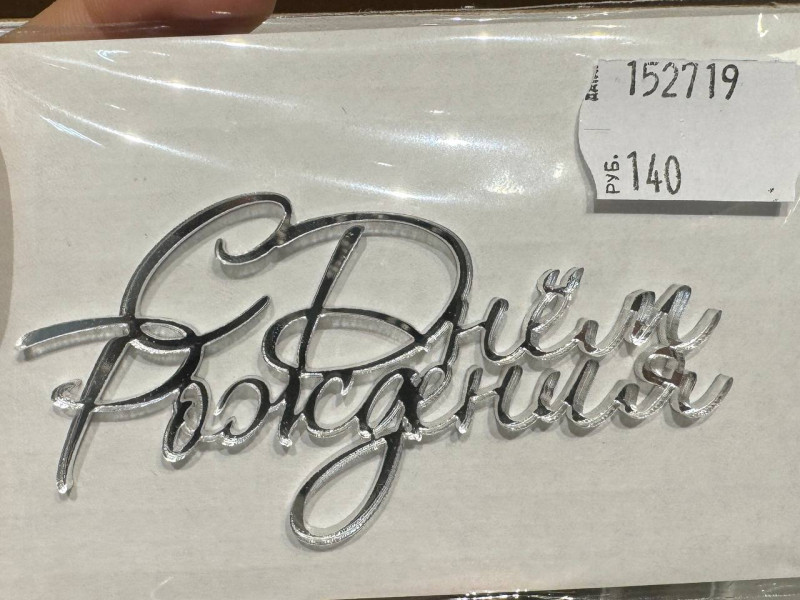 152719
РУБ. 140
С Днём
Рождения